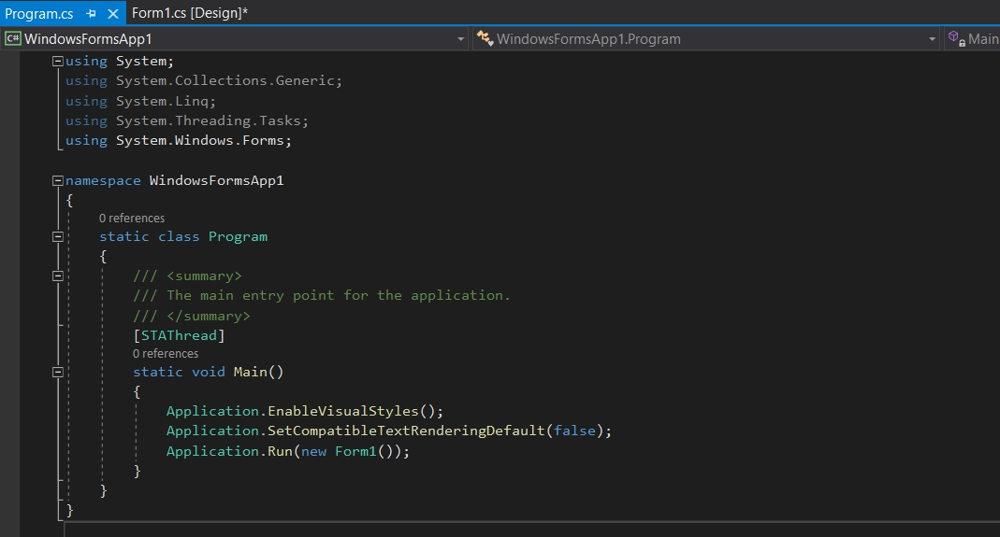 Program.cs Form1.cs [Design]*
C# WindowsFormsApp1 WindowsFormsApp1.Program Main
using System;
using System.Collections.Generic;
using System.Linq;
using System.Threading.Tasks;
using System.Windows.Forms;
namespace WindowsFormsApp1
{
0 references
static class Program
{
/// <summary>
/// The main entry point for the application.
/// </summary>
[STAThread]
0 references
static void Main()
{
Application.EnableVisualStyles();
Application.SetCompatibleTextRenderingDefault(false);
Application.Run(new Form1());
}
}
}